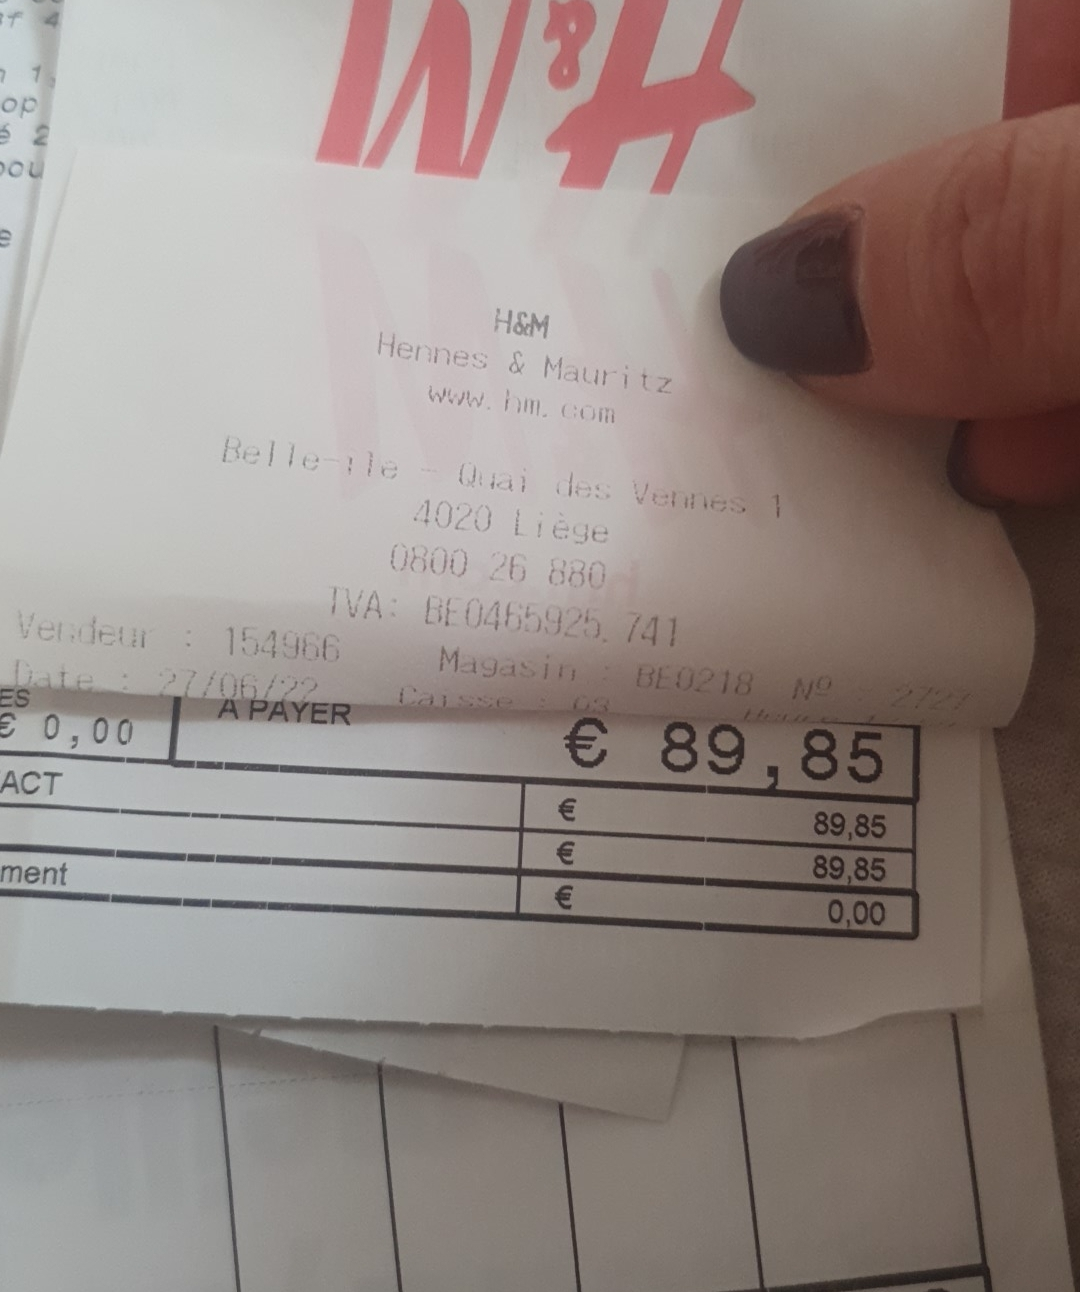 H&M
H&M
Hennes & Mauritz
www.hm.com
Belle-ile - Quai des Vennes 1
4020 Liège
0800 26 880
TVA: BE0465925.741
Vendeur : 154966 Magasin : BE0218 Nº
Date : 27/06/22 Caisse : 03
ES
€ 0,00 A PAYER € 89,85
ACT € 89,85
€ 89,85
ment € 0,00